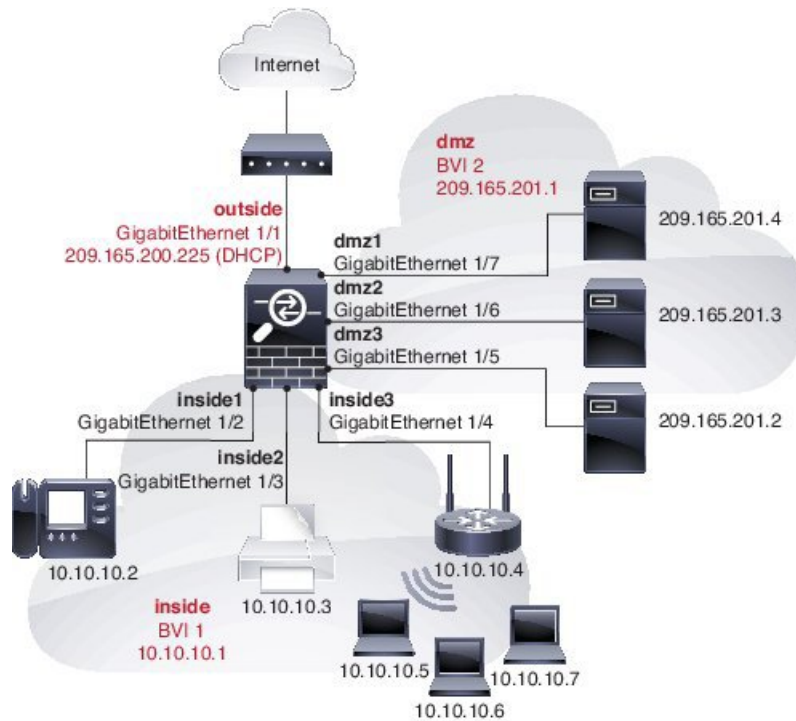 Internet
outside
GigabitEthernet 1/1
209.165.200.225 (DHCP)
dmz
BVI 2
209.165.201.1
dmz1
GigabitEthernet 1/7
209.165.201.4
dmz2
GigabitEthernet 1/6
209.165.201.3
dmz3
GigabitEthernet 1/5
209.165.201.2
inside1
GigabitEthernet 1/2
inside2
GigabitEthernet 1/3
inside3
GigabitEthernet 1/4
10.10.10.2
10.10.10.3
10.10.10.4
inside
BVI 1
10.10.10.1
10.10.10.5
10.10.10.6
10.10.10.7